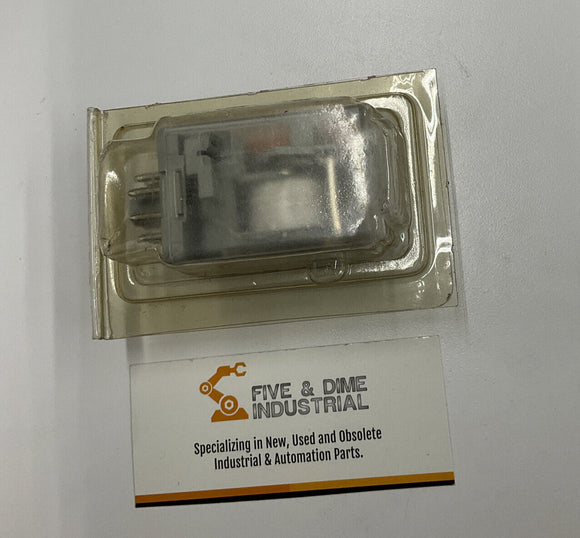 FIVE & DIME
INDUSTRIAL
Specializing in New, Used and Obsolete
Industrial & Automation Parts.